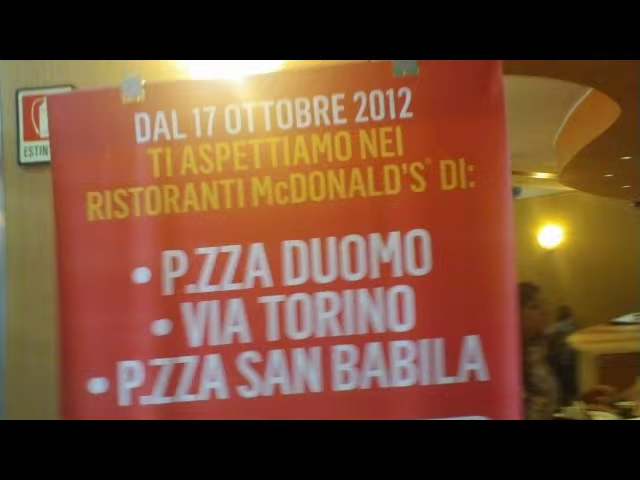 ESTIN
DAL 17 OTTOBRE 2012
TI ASPETTIAMO NEI
RISTORANTI McDONALD'S® DI:
• P.ZZA DUOMO
• VIA TORINO
• P.ZZA SAN BABILA